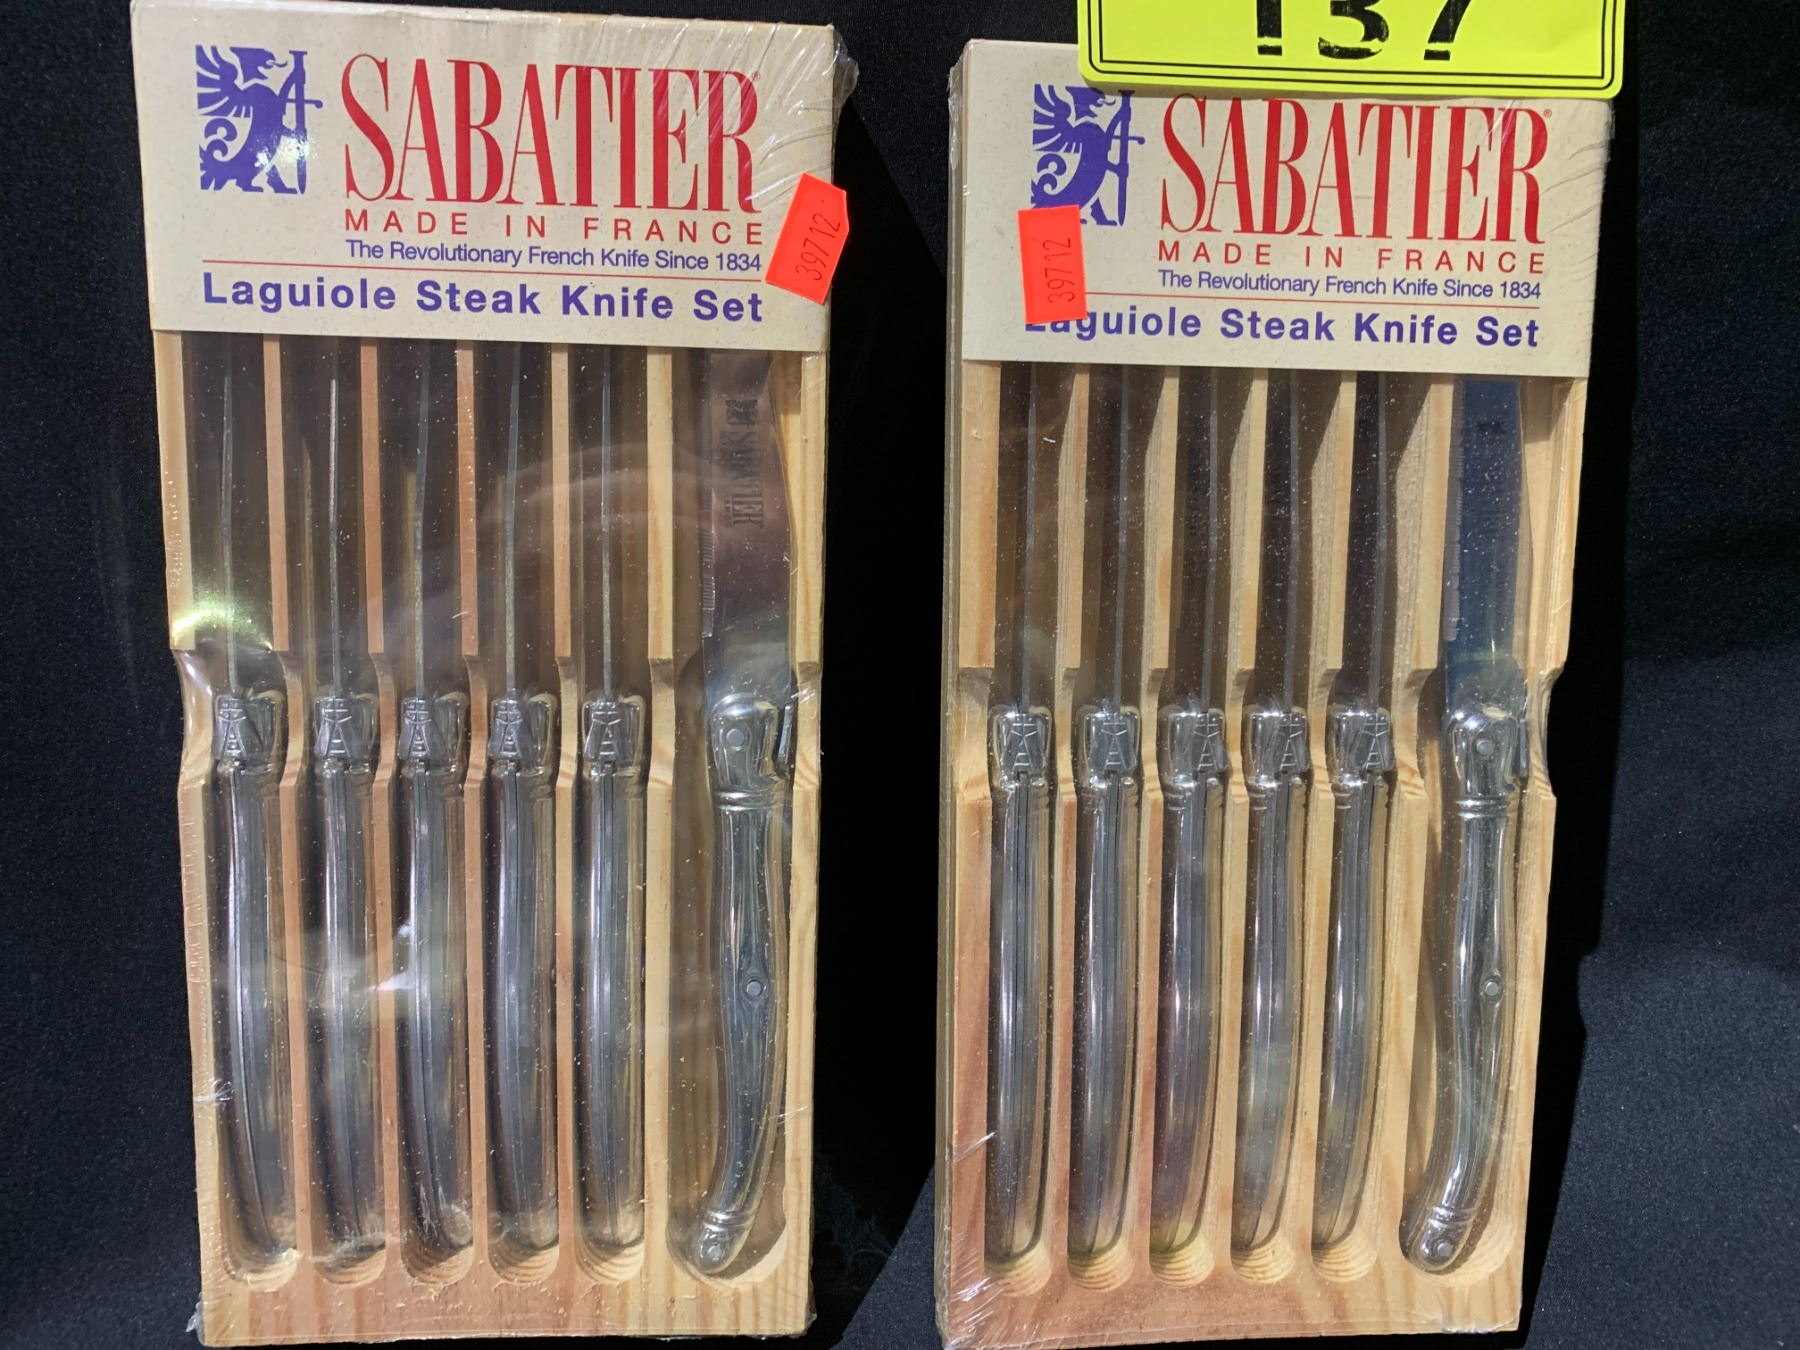 SABATIER®
MADE IN FRANCE
The Revolutionary French Knife Since 1834
Laguiole Steak Knife Set
39712
SABATIER
137
SABATIER®
MADE IN FRANCE
The Revolutionary French Knife Since 1834
Laguiole Steak Knife Set
39712